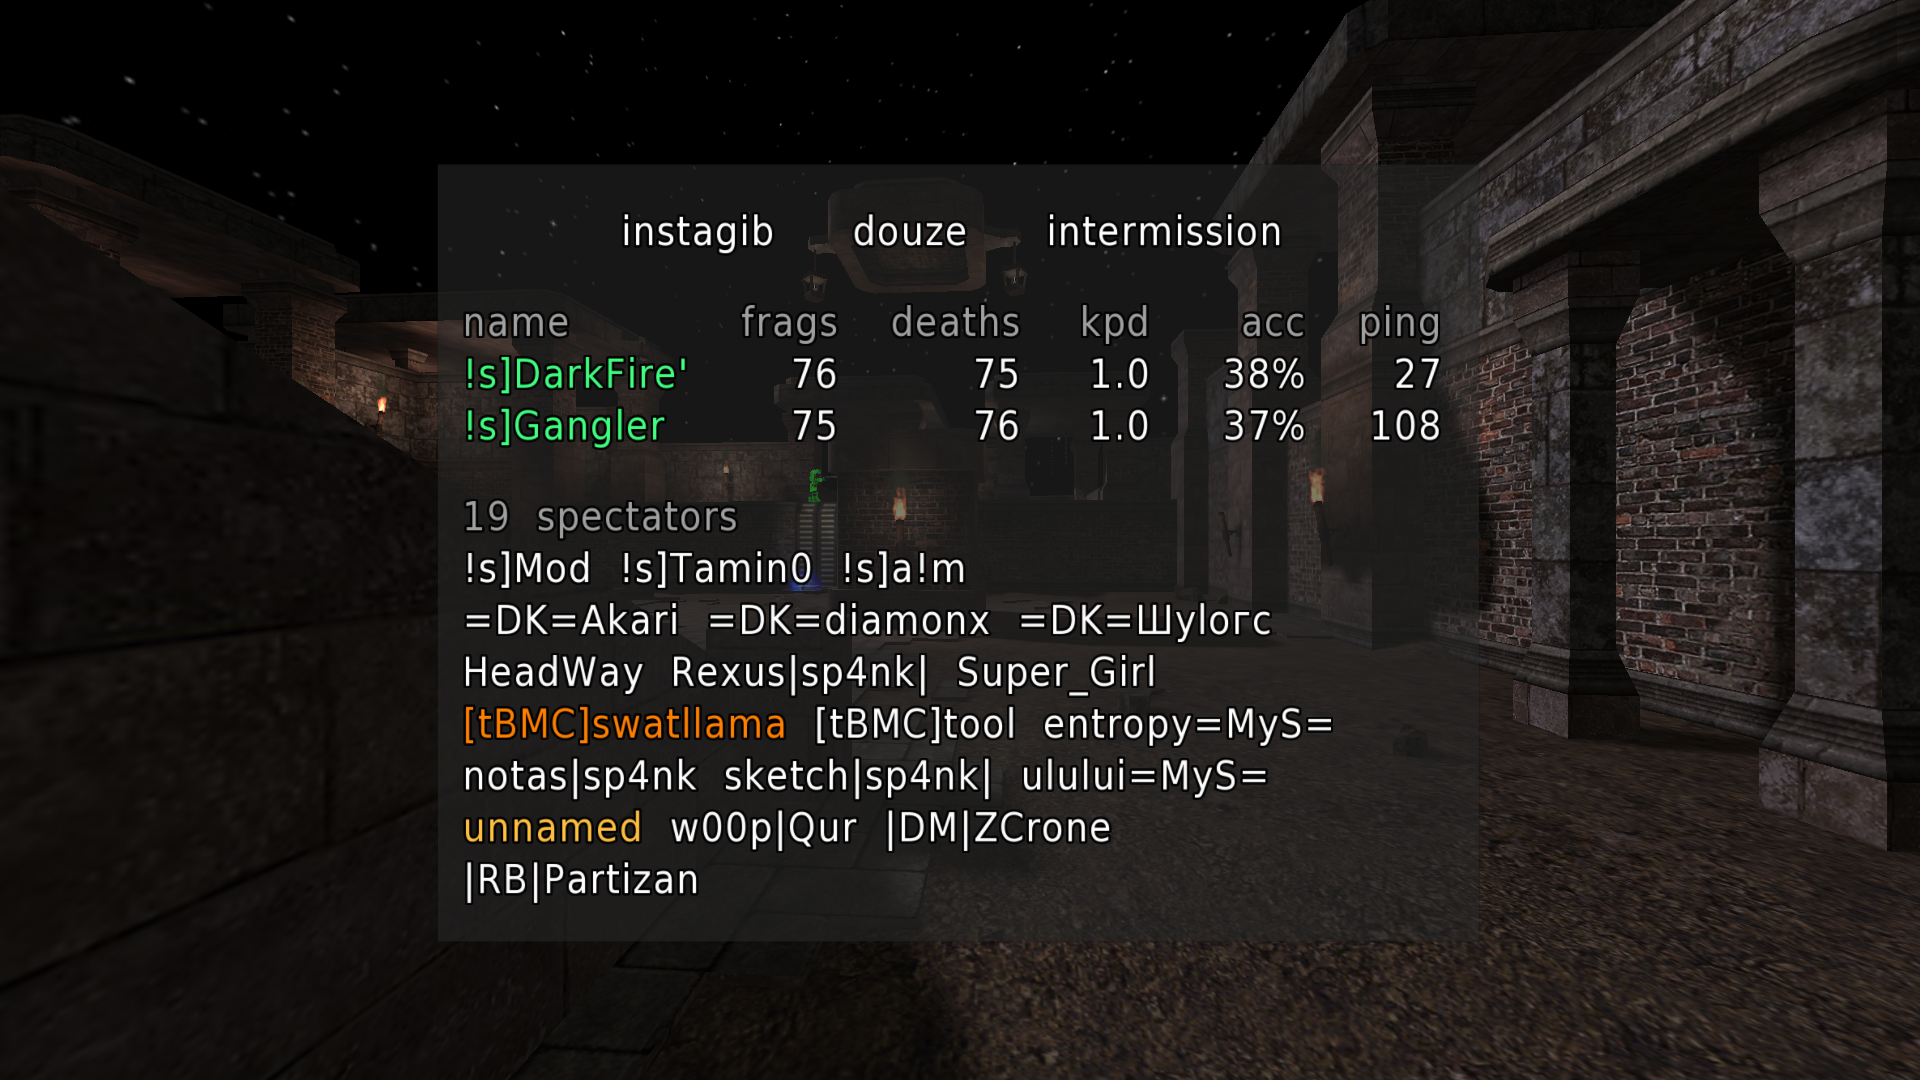 instagib douze intermission
name frags deaths kpd acc ping
!s]DarkFire' 76 75 1.0 38% 27
!s]Gangler 75 76 1.0 37% 108
19 spectators
!s]Mod !s]Tamin0 !s]a!m
=DK=Akari =DK=diamonx =DK=Шylorc
HeadWay Rexus|sp4nk| Super_Girl
[tBMC]swatllama [tBMC]tool entropy=MyS=
notas|sp4nk sketch|sp4nk| ulului=MyS=
unnamed w00p|Qur |DM|ZCrone
|RB|Partizan